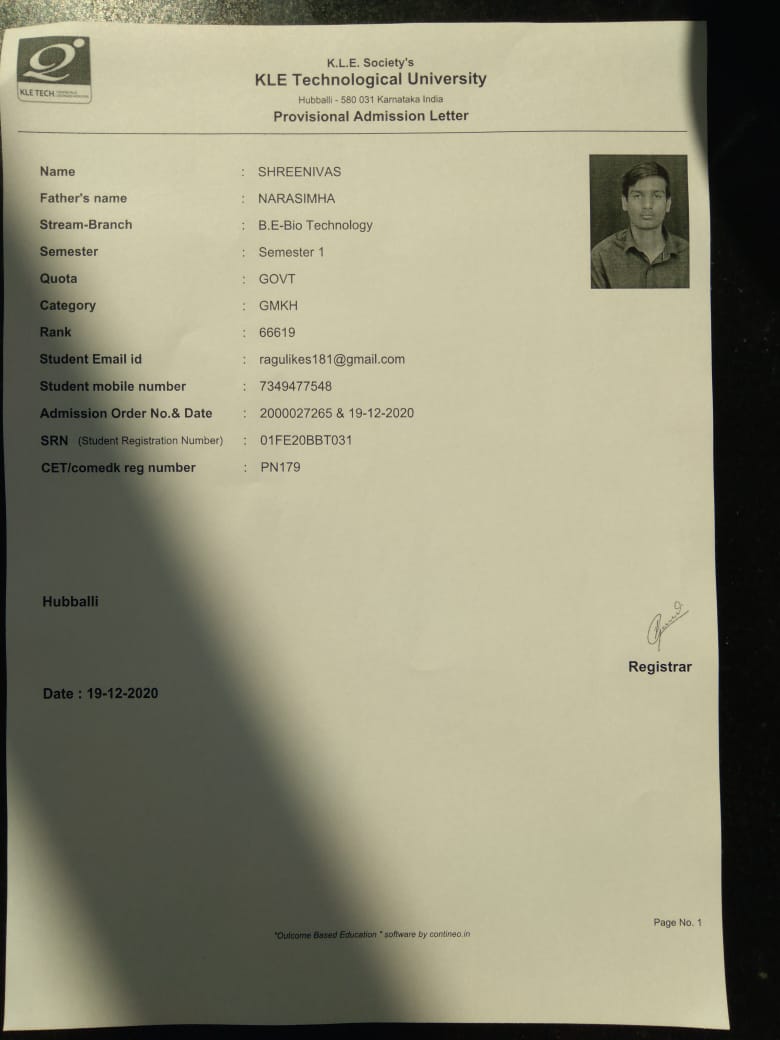 K.L.E. Society's
KLE Technological University
Hubballi - 580 031 Karnataka India
Provisional Admission Letter
KLE TECH
Name : SHREENIVAS
Father's name : NARASIMHA
Stream-Branch : B.E-Bio Technology
Semester : Semester 1
Quota : GOVT
Category : GMKH
Rank : 66619
Student Email id : ragulikes181@gmail.com
Student mobile number : 7349477548
Admission Order No.& Date : 2000027265 & 19-12-2020
SRN (Student Registration Number) : 01FE20BBT031
CET/comedk reg number : PN179
Hubballi
Registrar
Date : 19-12-2020
Page No. 1
"Outcome Based Education " software by contineo.in